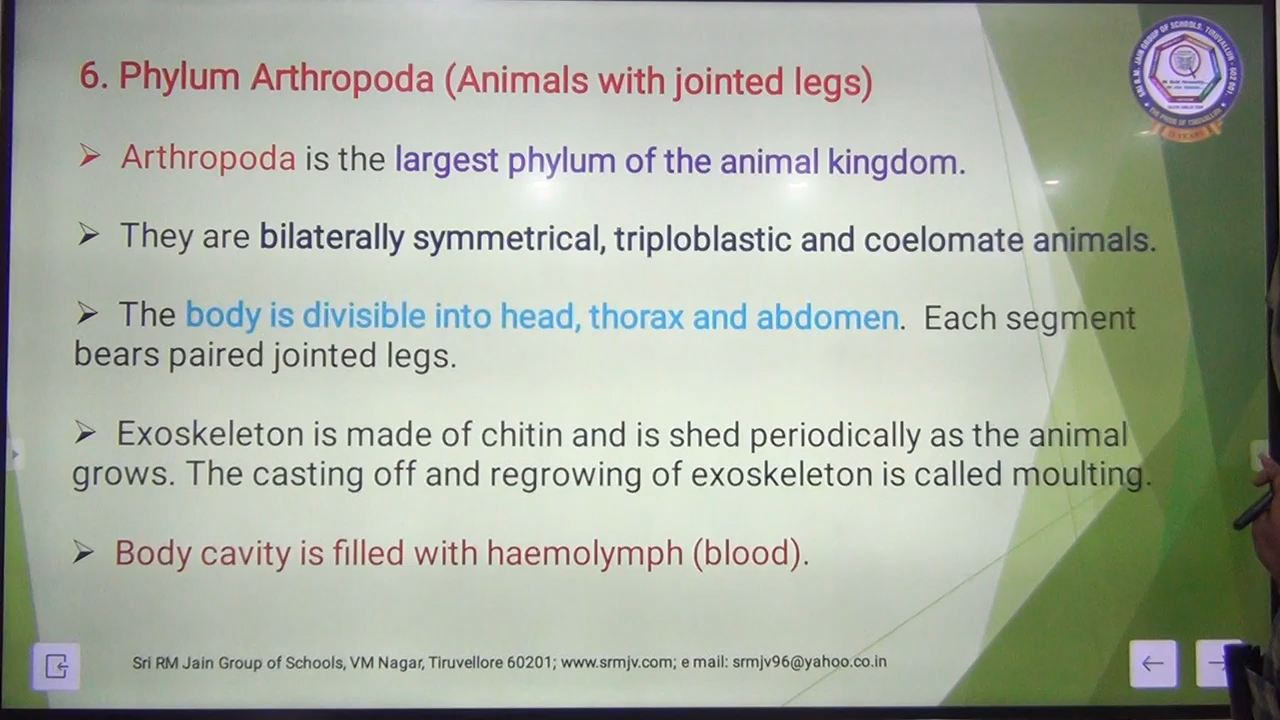 6. Phylum Arthropoda (Animals with jointed legs)
➢ Arthropoda is the largest phylum of the animal kingdom.
➢ They are bilaterally symmetrical, triploblastic and coelomate animals.
➢ The body is divisible into head, thorax and abdomen. Each segment
bears paired jointed legs.
➢ Exoskeleton is made of chitin and is shed periodically as the animal
grows. The casting off and regrowing of exoskeleton is called moulting.
➢ Body cavity is filled with haemolymph (blood).
Sri RM Jain Group of Schools, VM Nagar, Tiruvellore 60201; www.srmjv.com; e mail: srmjv96@yahoo.co.in